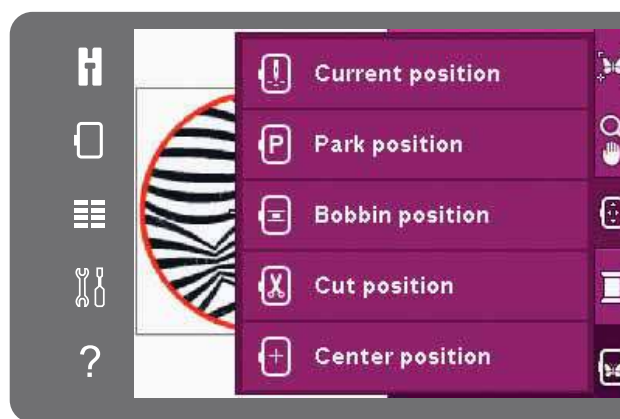 Current position
P Park position
Bobbin position
Cut position
Center position
?